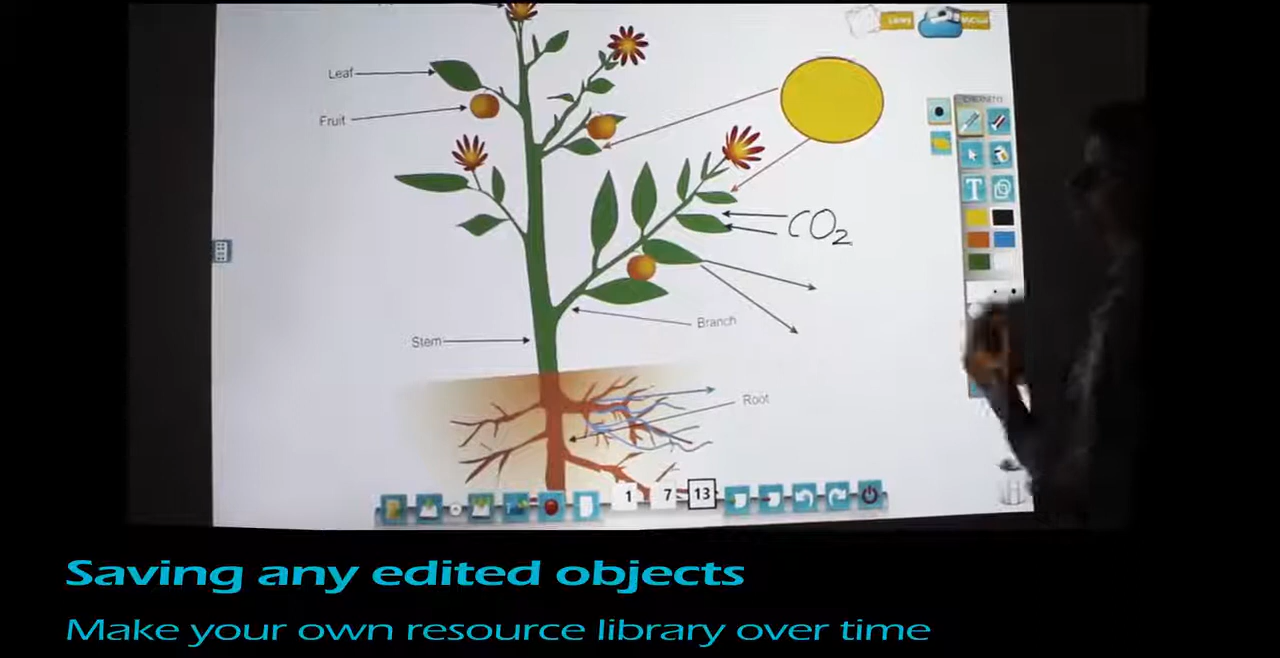 Library
Leaf
Fruit
CO2
Branch
Stem
Root
1 7 13
T
Saving any edited objects
Make your own resource library over time